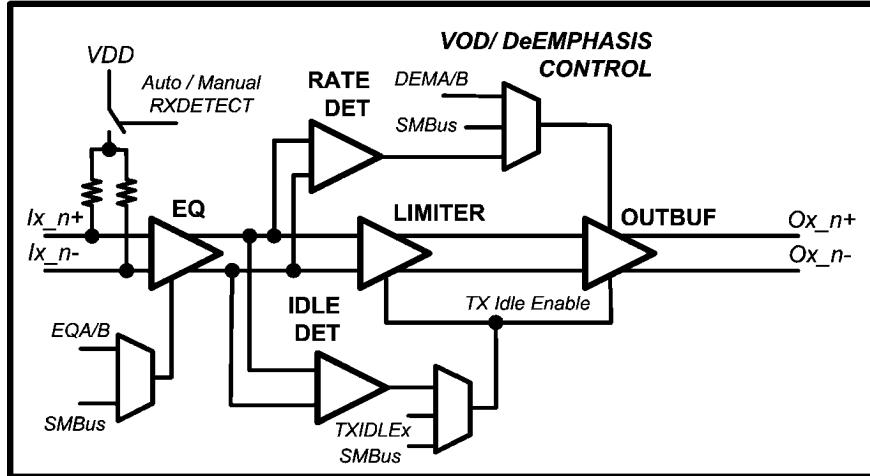 VOD/ DeEMPHASIS
CONTROL
VDD
Auto / Manual
RXDETECT
RATE
DET
DEMA/B
SMBus
Ix_n+
Ix_n-
EQ
LIMITER
OUTBUF
Ox_n+
Ox_n-
IDLE
DET
TX Idle Enable
EQA/B
SMBus
TXIDLEx
SMBus